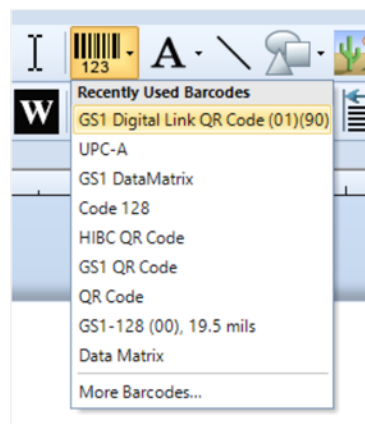 123
A
W
Recently Used Barcodes
GS1 Digital Link QR Code (01)(90)
UPC-A
GS1 DataMatrix
Code 128
HIBC QR Code
GS1 QR Code
QR Code
GS1-128 (00), 19.5 mils
Data Matrix
More Barcodes...